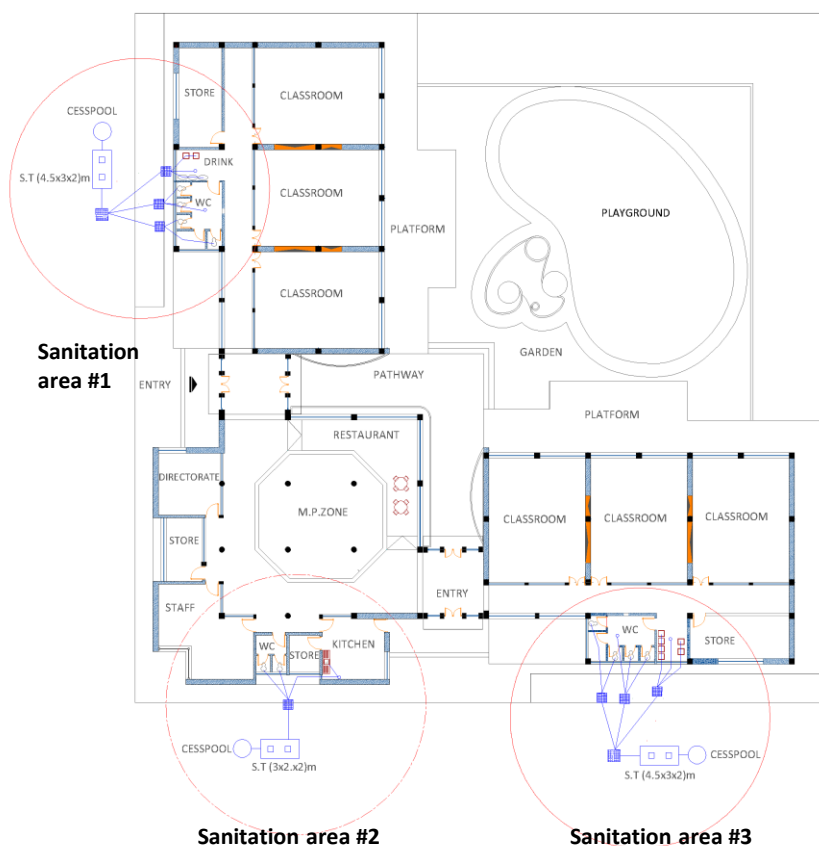 CLASSROOM
STORE
CESSPOOL
DRINK
S.T (4.5x3x2)m
CLASSROOM
WC
PLAYGROUND
PLATFORM
CLASSROOM
Sanitation
area #1
GARDEN
PATHWAY
ENTRY
PLATFORM
RESTAURANT
DIRECTORATE
M.P.ZONE
CLASSROOM
CLASSROOM
CLASSROOM
STORE
ENTRY
STAFF
WC
KITCHEN
STORE
WC
STORE
CESSPOOL
S.T (3x2.x2)m
CESSPOOL
S.T (4.5x3x2)m
Sanitation area #2
Sanitation area #3